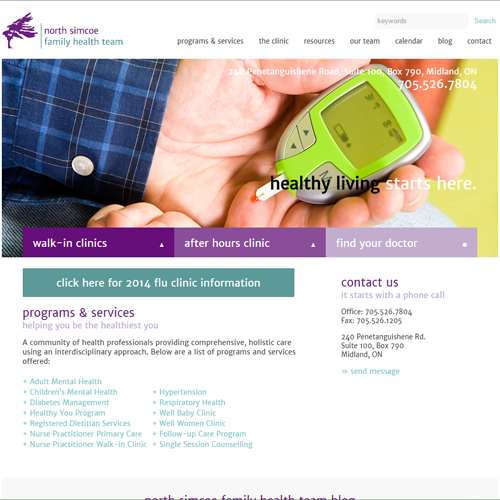 north simcoe
family health team
keywords
Search
programs & services
the clinic
resources
our team
calendar
blog
contact
240 Penetanguishene Road, Suite 100, Box 790, Midland, ON
705.526.7804
healthy living starts here.
walk-in clinics
after hours clinic
find your doctor
click here for 2014 flu clinic information
programs & services
helping you be the healthiest you
A community of health professionals providing comprehensive, holistic care
using an interdisciplinary approach. Below are a list of programs and services
offered:
+ Adult Mental Health
+ Children's Mental Health
+ Diabetes Management
+ Healthy You Program
+ Registered Dietitian Services
+ Nurse Practitioner Primary Care
+ Nurse Practitioner Walk-in Clinic
+ Hypertension
+ Respiratory Health
+ Well Baby Clinic
+ Well Women Clinic
+ Follow-up Care Program
+ Single Session Counselling
contact us
it starts with a phone call
Office: 705.526.7804
Fax: 705.526.1205
240 Penetanguishene Rd.
Suite 100, Box 790
Midland, ON
» send message
north simcoe family health team blog